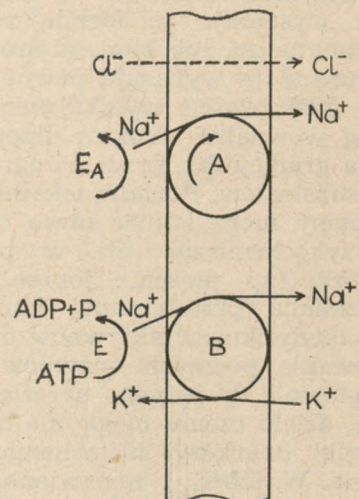 Cl⁻ Cl⁻
Na⁺ Na⁺
E_A A
ADP+P Na⁺ Na⁺
E B
ATP
K⁺ K⁺